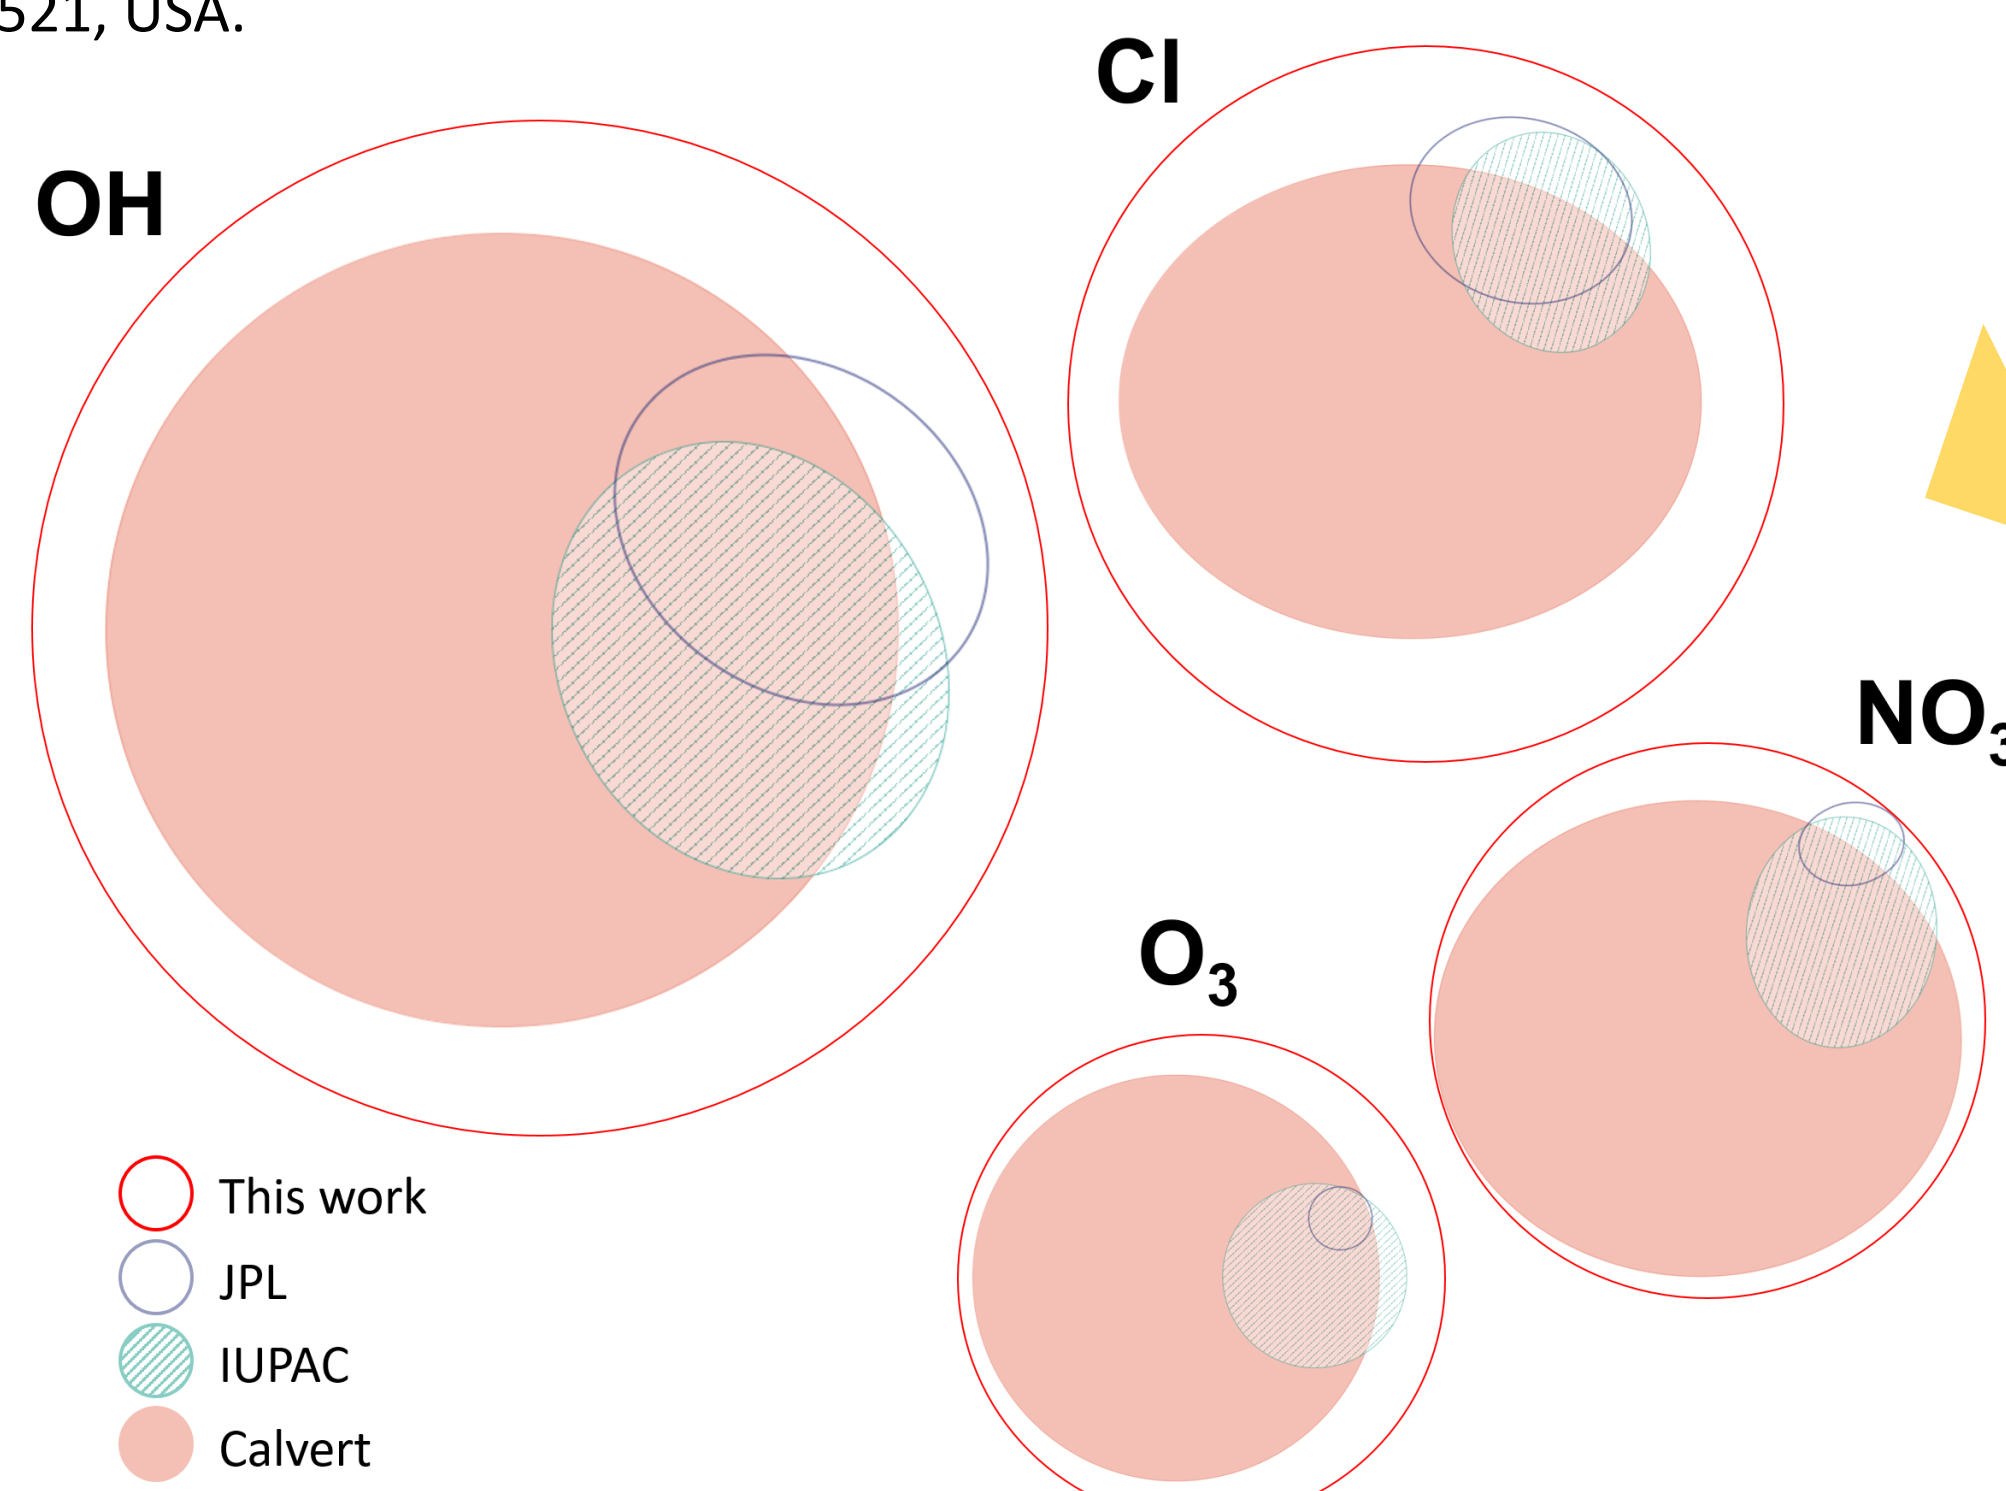 521, USA.
Cl
OH
NO₃
O₃
This work
JPL
IUPAC
Calvert